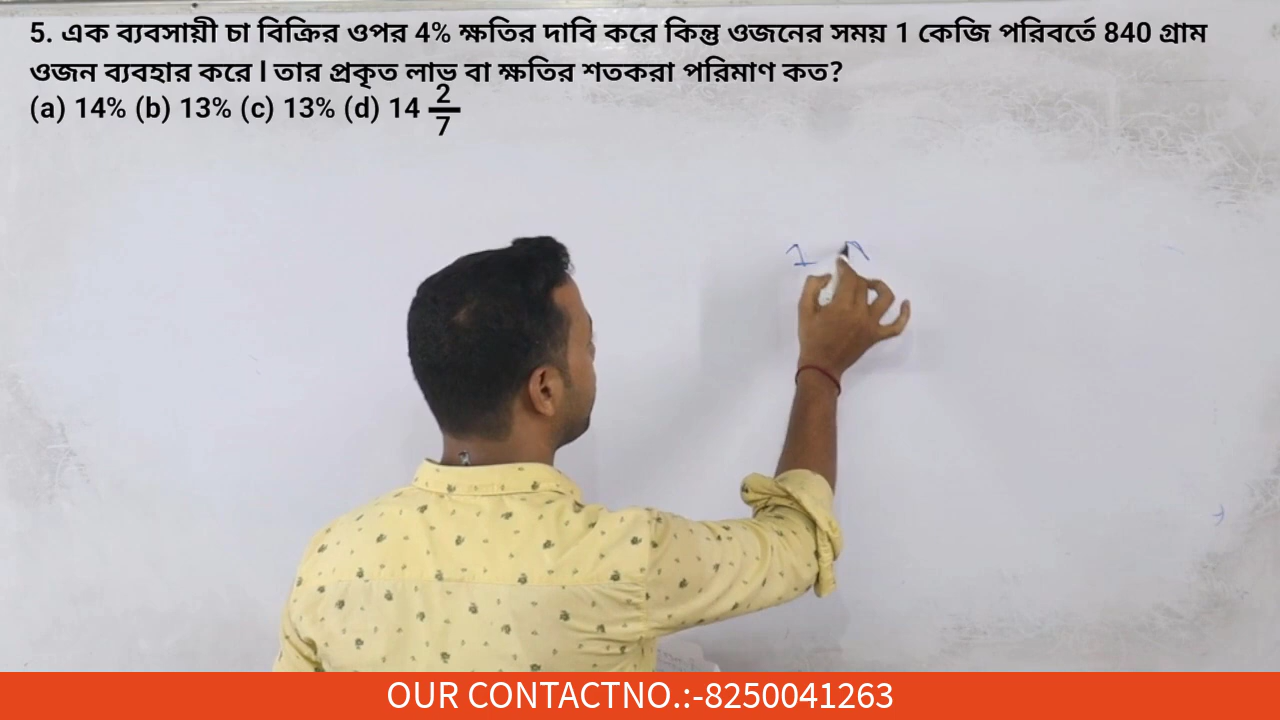 5. এক ব্যবসায়ী চা বিক্রির ওপর 4% ক্ষতির দাবি করে কিন্তু ওজনের সময় 1 কেজি পরিবর্তে 840 গ্রাম
ওজন ব্যবহার করে l তার প্রকৃত লাভ বা ক্ষতির শতকরা পরিমাণ কত?
(a) 14% (b) 13% (c) 13% (d) 14 2/7
1
OUR CONTACTNO.:-8250041263